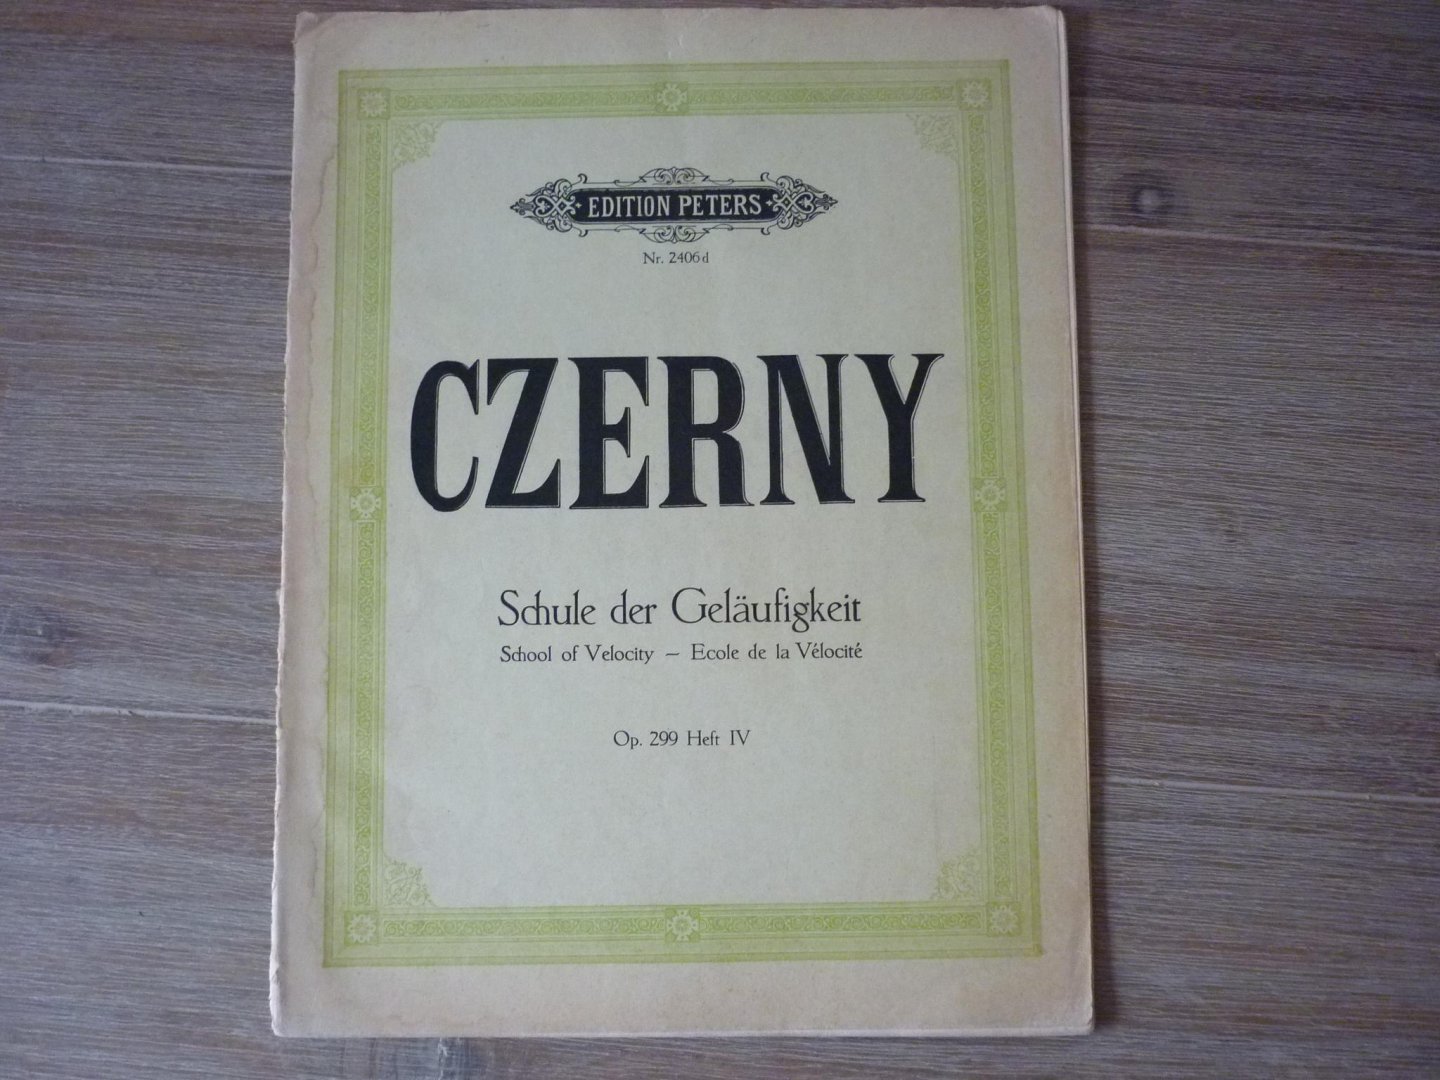 EDITION PETERS
Nr. 2406d
CZERNY
Schule der Geläufigkeit
School of Velocity – Ecole de la Vélocité
Op. 299 Heft IV